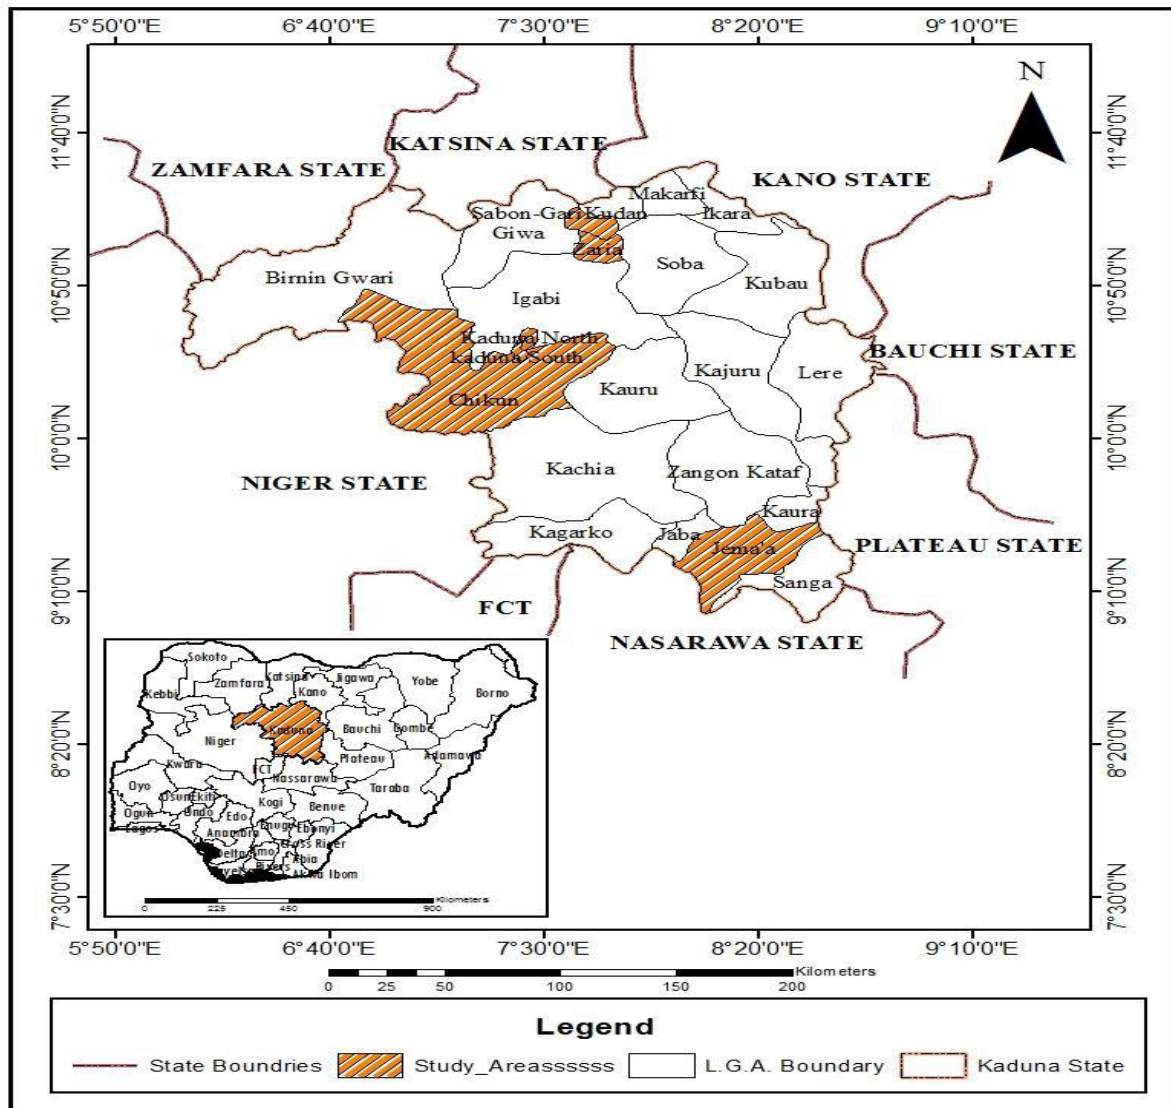 5°50'0"E 6°40'0"E 7°30'0"E 8°20'0"E 9°10'0"E
N
11°40'0"N 11°40'0"N
KATSINA STATE
ZAMFARA STATE
KANO STATE
Makarfi
Sabon-Gari Kudan Ikara
Giwa
Zaria
Soba
Birnin Gwari
Kubau
10°50'0"N 10°50'0"N
Igabi
Kaduna North
kaduna South
BAUCHI STATE
Kajuru Lere
Kauru
Chikun
10°0'0"N 10°0'0"N
Kachia Zangon Kataf
NIGER STATE
Kaura
Kagarko Jaba
Jema'a
PLATEAU STATE
Sanga
9°10'0"N 9°10'0"N
FCT
NASARAWA STATE
Sokoto
Zamfara Katsina Jigawa
Kano Yobe
Kebbi Borno
Kaduna Bauchi Gombe
Niger
8°20'0"N 8°20'0"N
Plateau Adamawa
Kwara FCT
Nassarawa
Oyo Taraba
Osun Ekiti Kogi Benue
Ogun Ondo Edo
Lagos Anambra Enugu Ebonyi
Cross River
Delta Imo Abia
Rivers
Akwa Ibom
Kilometers
0 225 450 900
7°30'0"N 7°30'0"N
5°50'0"E 6°40'0"E 7°30'0"E 8°20'0"E 9°10'0"E
Kilometers
0 25 50 100 150 200
Legend
State Boundries Study_Areassssss L.G.A. Boundary Kaduna State